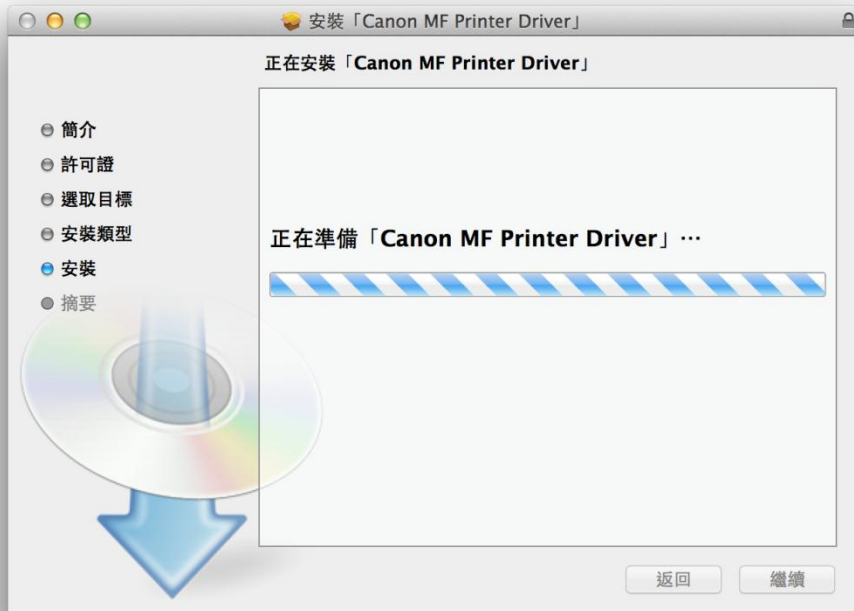 安裝「Canon MF Printer Driver」
正在安裝「Canon MF Printer Driver」
簡介
許可證
選取目標
安裝類型
安裝
摘要
正在準備「Canon MF Printer Driver」⋯
返回
繼續